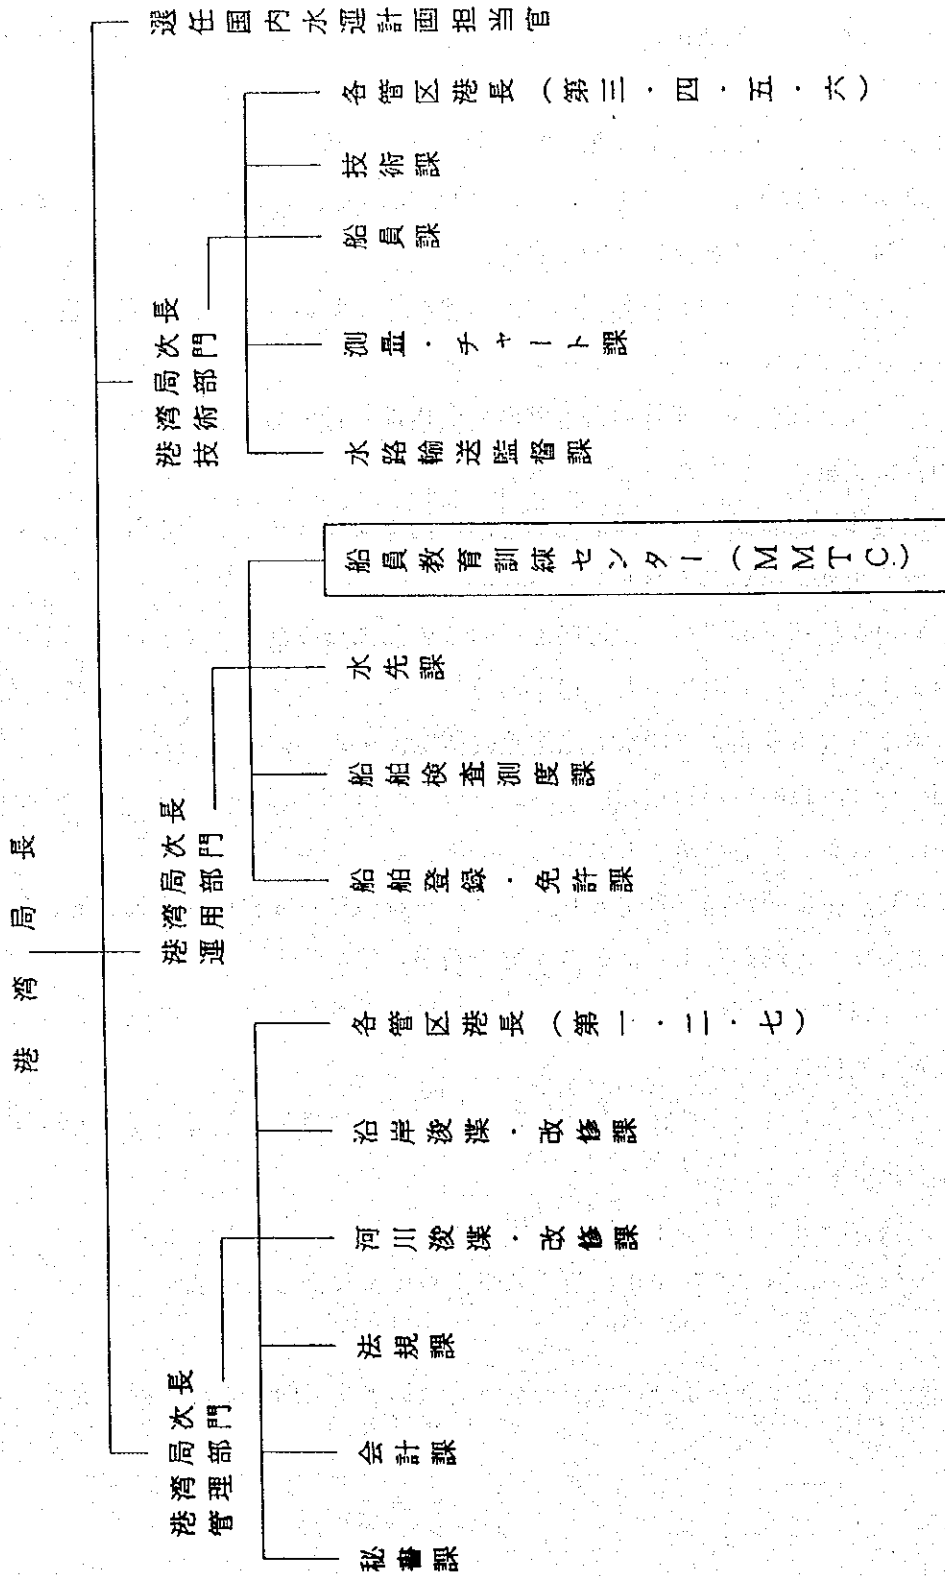 港湾局長
港湾局次長
管理部門
秘書課
会計課
法規課
河川浚渫・改修課
沿岸浚渫・改修課
各管区港長（第一・二・七）
港湾局次長
運用部門
船舶登録・免許課
船舶検査測度課
水先課
船員教育訓練センター（MMTC）
港湾局次長
技術部門
水路輸送監督課
測量・チャート課
船員課
技術課
各管区港長（第三・四・五・六）
選任国内水運計画担当官